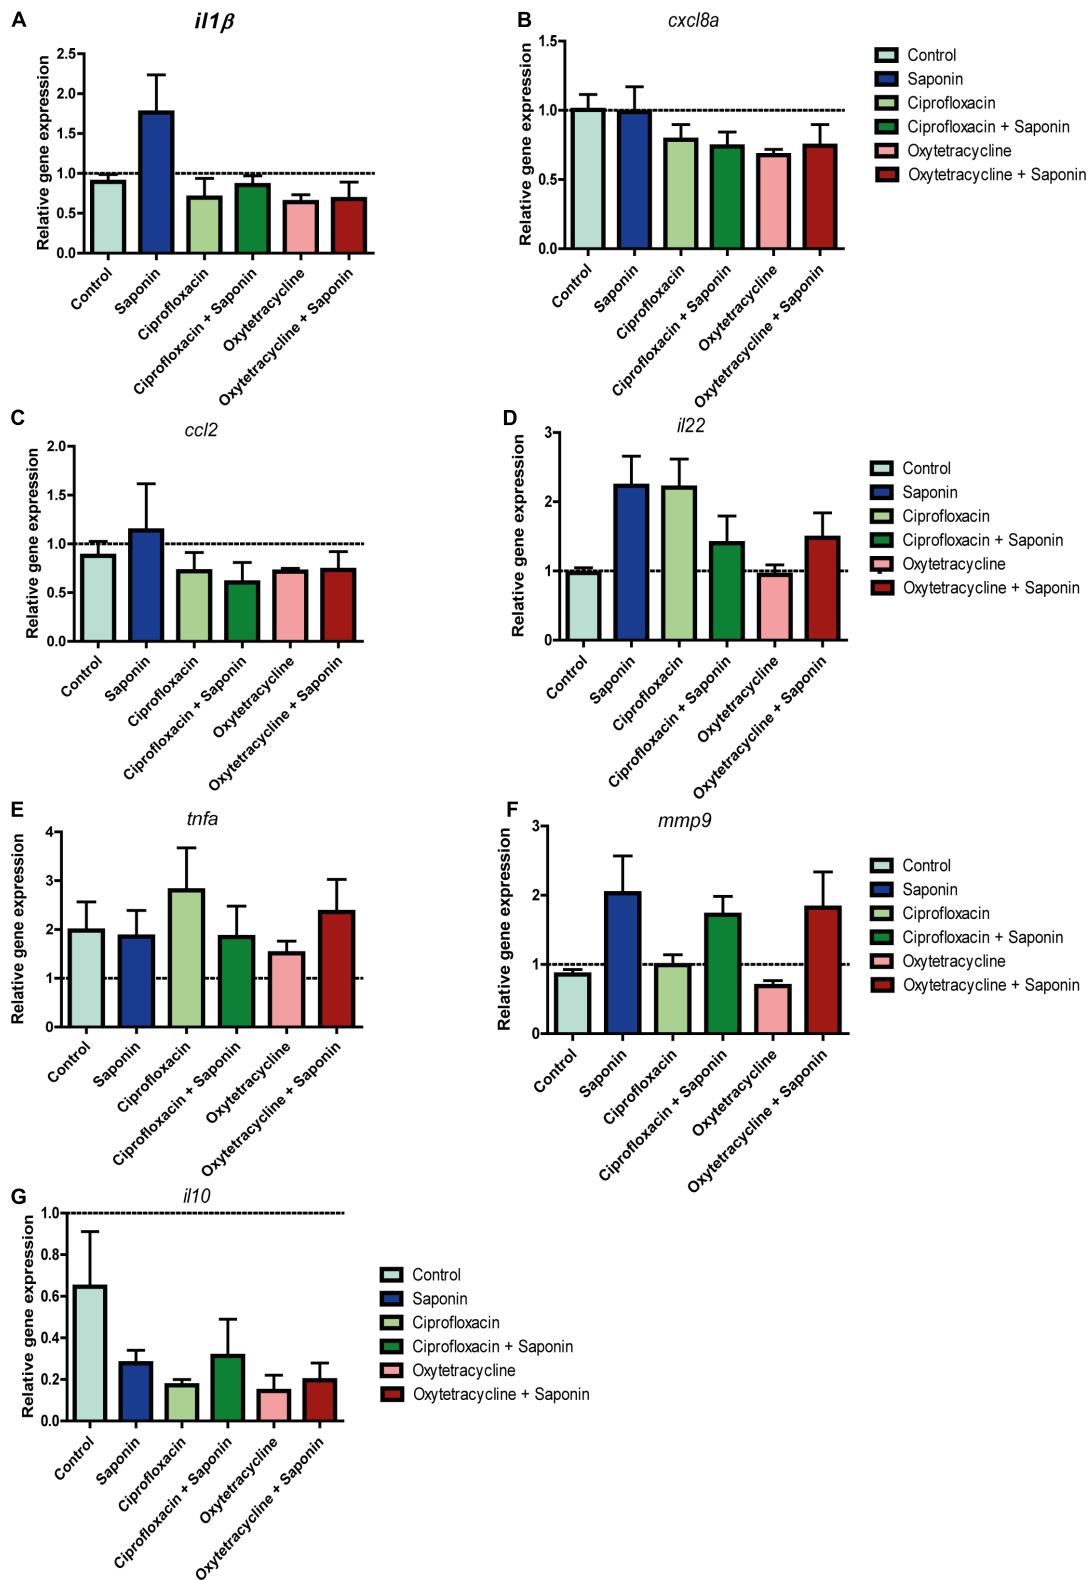 A
il1β
Relative gene expression
2.5
2.0
1.5
1.0
0.5
0.0
Control
Saponin
Ciprofloxacin
Ciprofloxacin + Saponin
Oxytetracycline
Oxytetracycline + Saponin
B
cxcl8a
Relative gene expression
1.5
1.0
0.5
0.0
Control
Saponin
Ciprofloxacin
Ciprofloxacin + Saponin
Oxytetracycline
Oxytetracycline + Saponin
Control
Saponin
Ciprofloxacin
Ciprofloxacin + Saponin
Oxytetracycline
Oxytetracycline + Saponin
C
ccl2
Relative gene expression
2.0
1.5
1.0
0.5
0.0
Control
Saponin
Ciprofloxacin
Ciprofloxacin + Saponin
Oxytetracycline
Oxytetracycline + Saponin
D
il22
Relative gene expression
3
2
1
0
Control
Saponin
Ciprofloxacin
Ciprofloxacin + Saponin
Oxytetracycline
Oxytetracycline + Saponin
Control
Saponin
Ciprofloxacin
Ciprofloxacin + Saponin
Oxytetracycline
Oxytetracycline + Saponin
E
tnfa
Relative gene expression
4
3
2
1
0
Control
Saponin
Ciprofloxacin
Ciprofloxacin + Saponin
Oxytetracycline
Oxytetracycline + Saponin
F
mmp9
Relative gene expression
3
2
1
0
Control
Saponin
Ciprofloxacin
Ciprofloxacin + Saponin
Oxytetracycline
Oxytetracycline + Saponin
Control
Saponin
Ciprofloxacin
Ciprofloxacin + Saponin
Oxytetracycline
Oxytetracycline + Saponin
G
il10
Relative gene expression
1.0
0.8
0.6
0.4
0.2
0.0
Control
Saponin
Ciprofloxacin
Ciprofloxacin + Saponin
Oxytetracycline
Oxytetracycline + Saponin
Control
Saponin
Ciprofloxacin
Ciprofloxacin + Saponin
Oxytetracycline
Oxytetracycline + Saponin